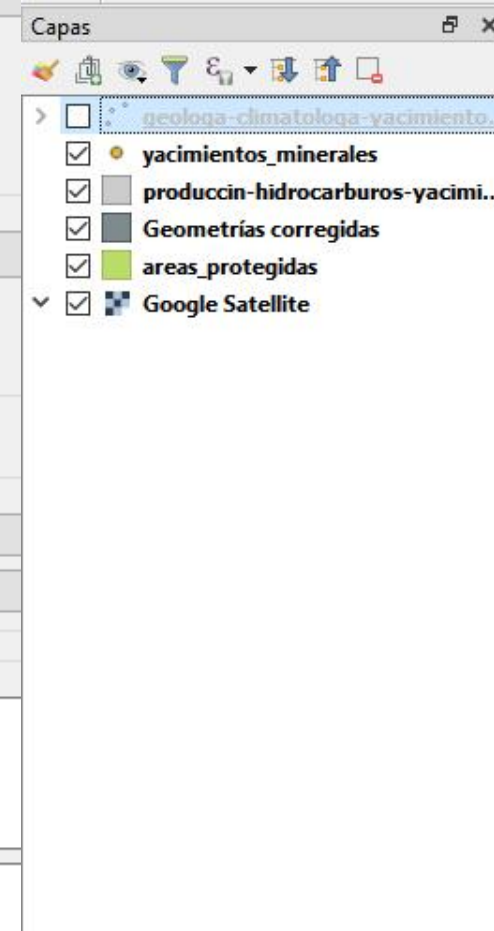 Capas
geologa-climatologa-yacimiento...
yacimientos_minerales
produccin-hidrocarburos-yacimi...
Geometrías corregidas
areas_protegidas
Google Satellite